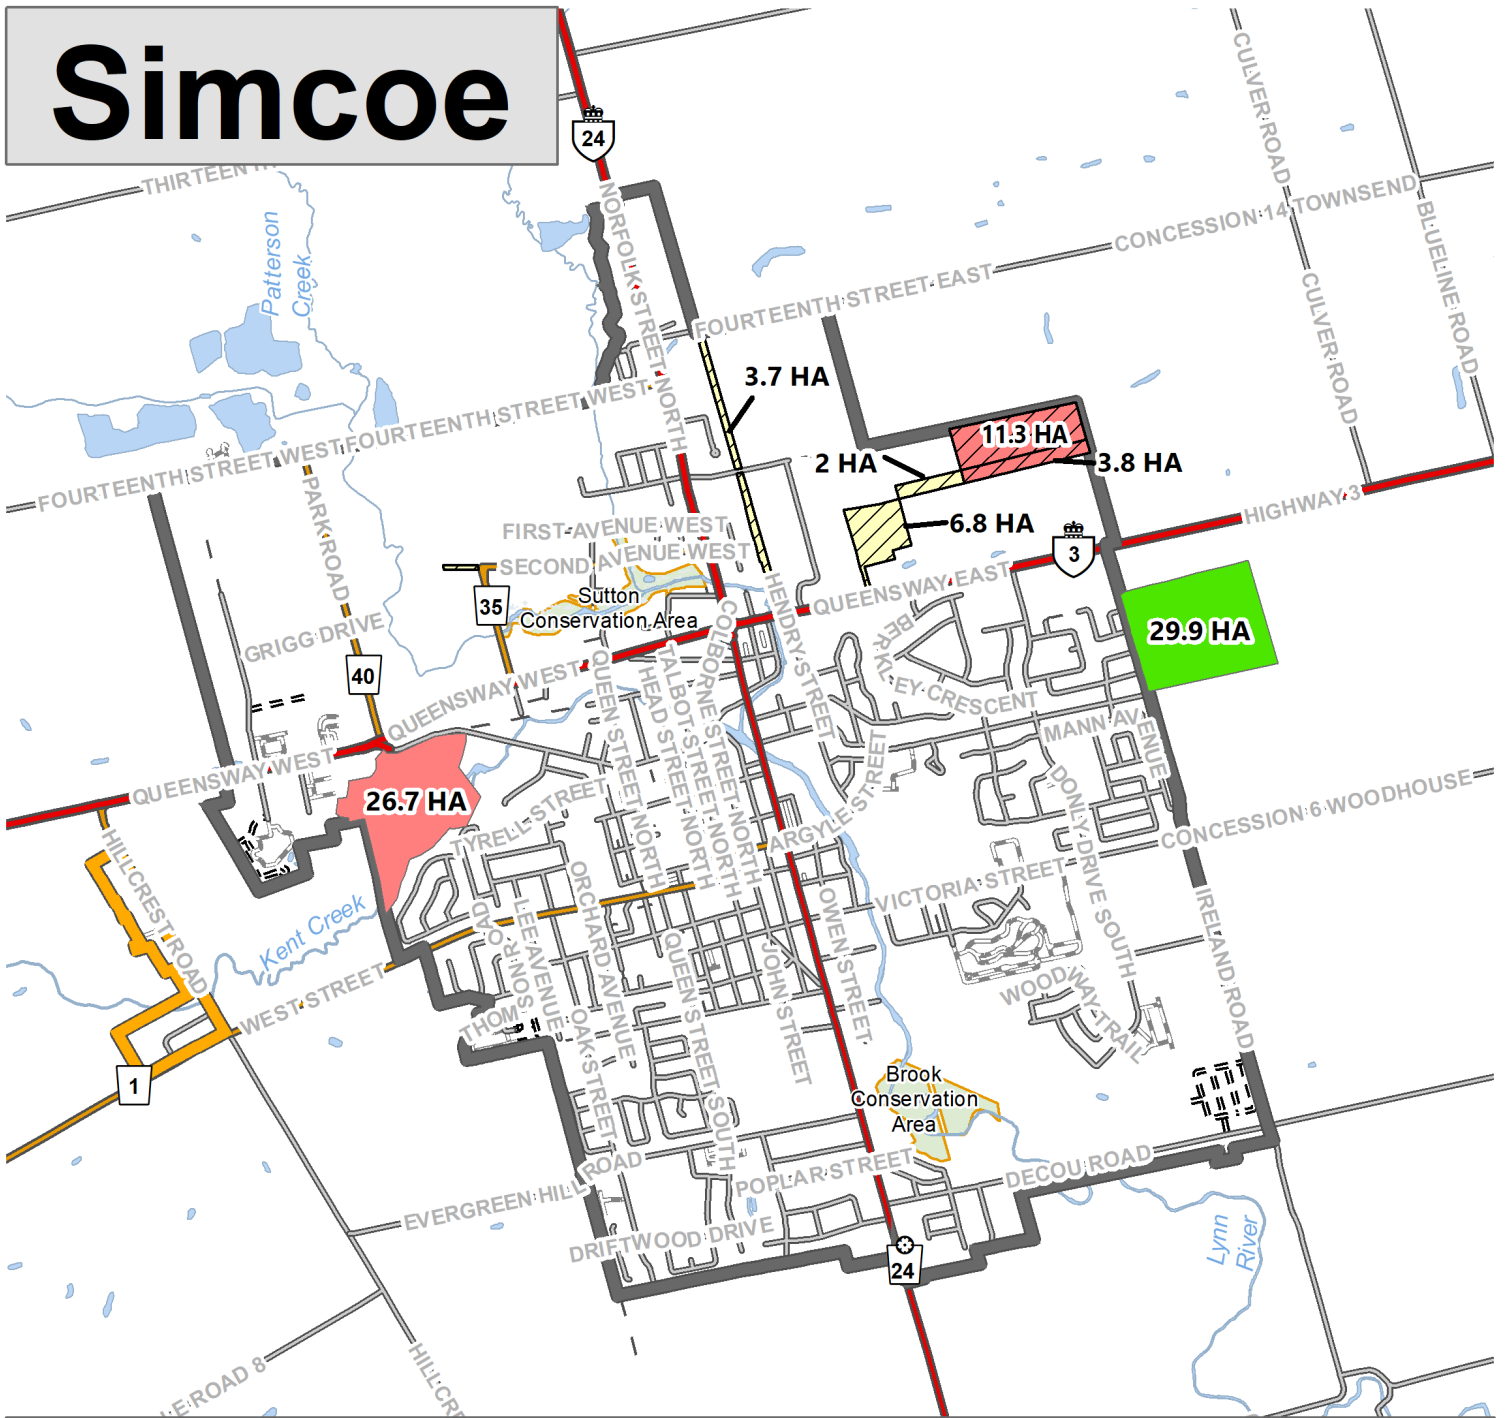 Simcoe
24
THIRTEENTH
CULVER ROAD
NORFOLK STREET NORTH
CONCESSION 14 TOWNSEND
BLUELINE ROAD
Patterson
Creek
FOURTEENTH STREET EAST
CULVER ROAD
3.7 HA
FOURTEENTH STREET WEST
FOURTEENTH STREET WEST
11.3 HA
2 HA
3.8 HA
PARK ROAD
HIGHWAY 3
6.8 HA
FIRST AVENUE WEST
SECOND AVENUE WEST
3
QUEENSWAY EAST
35
Sutton
Conservation Area
HENRY STREET
GRIGG DRIVE
29.9 HA
BERKLEY CRESCENT
40
QUEENSWAY WEST
QUEEN STREET NORTH
HEAD STREET NORTH
TALBOT STREET NORTH
COLBORNE STREET NORTH
MANN AVENUE
QUEENSWAY WEST
26.7 HA
TYRELL STREET
ARGYLE STREET
DONLY DRIVE SOUTH
CONCESSION 6 WOODHOUSE
HILLCREST ROAD
VICTORIA STREET
Kent Creek
ORCHARD AVENUE
LEE AVENUE
OWEN STREET
IRELAND ROAD
WEST STREET
QUEEN STREET SOUTH
JOHN STREET
WOODWAY TRAIL
OAK STREET
1
Brook
Conservation
Area
EVERGREEN HILL ROAD
POPLAR STREET
DECOU ROAD
DRIFTWOOD DRIVE
24
Lynn
River
LE ROAD 8
HILLCRE